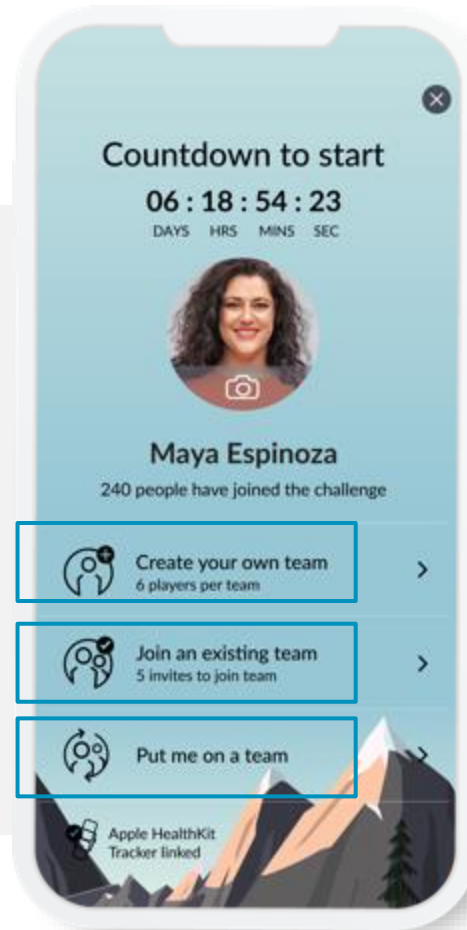 Countdown to start
06 : 18 : 54 : 23
DAYS HRS MINS SEC
Maya Espinoza
240 people have joined the challenge
Create your own team
6 players per team
Join an existing team
5 invites to join team
Put me on a team
Apple HealthKit
Tracker linked